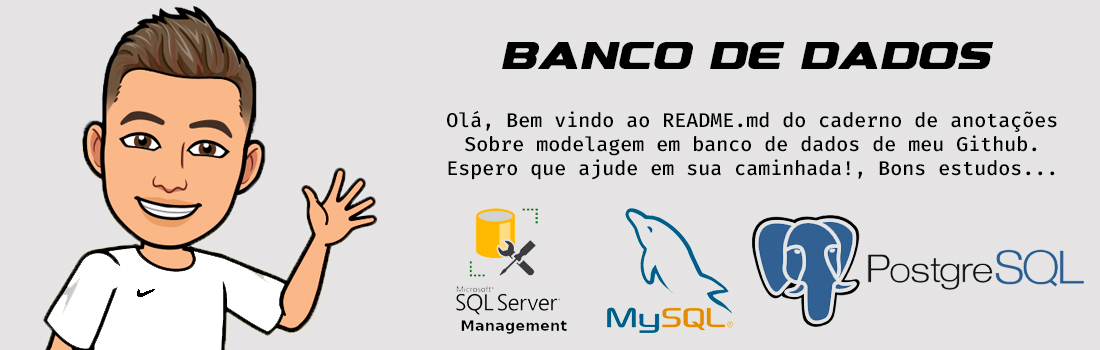 BANCO DE DADOS
Olá, Bem vindo ao README.md do caderno de anotações
Sobre modelagem em banco de dados de meu Github.
Espero que ajude em sua caminhada!, Bons estudos...
Microsoft®
SQL Server®
Management
MySQL®
PostgreSQL